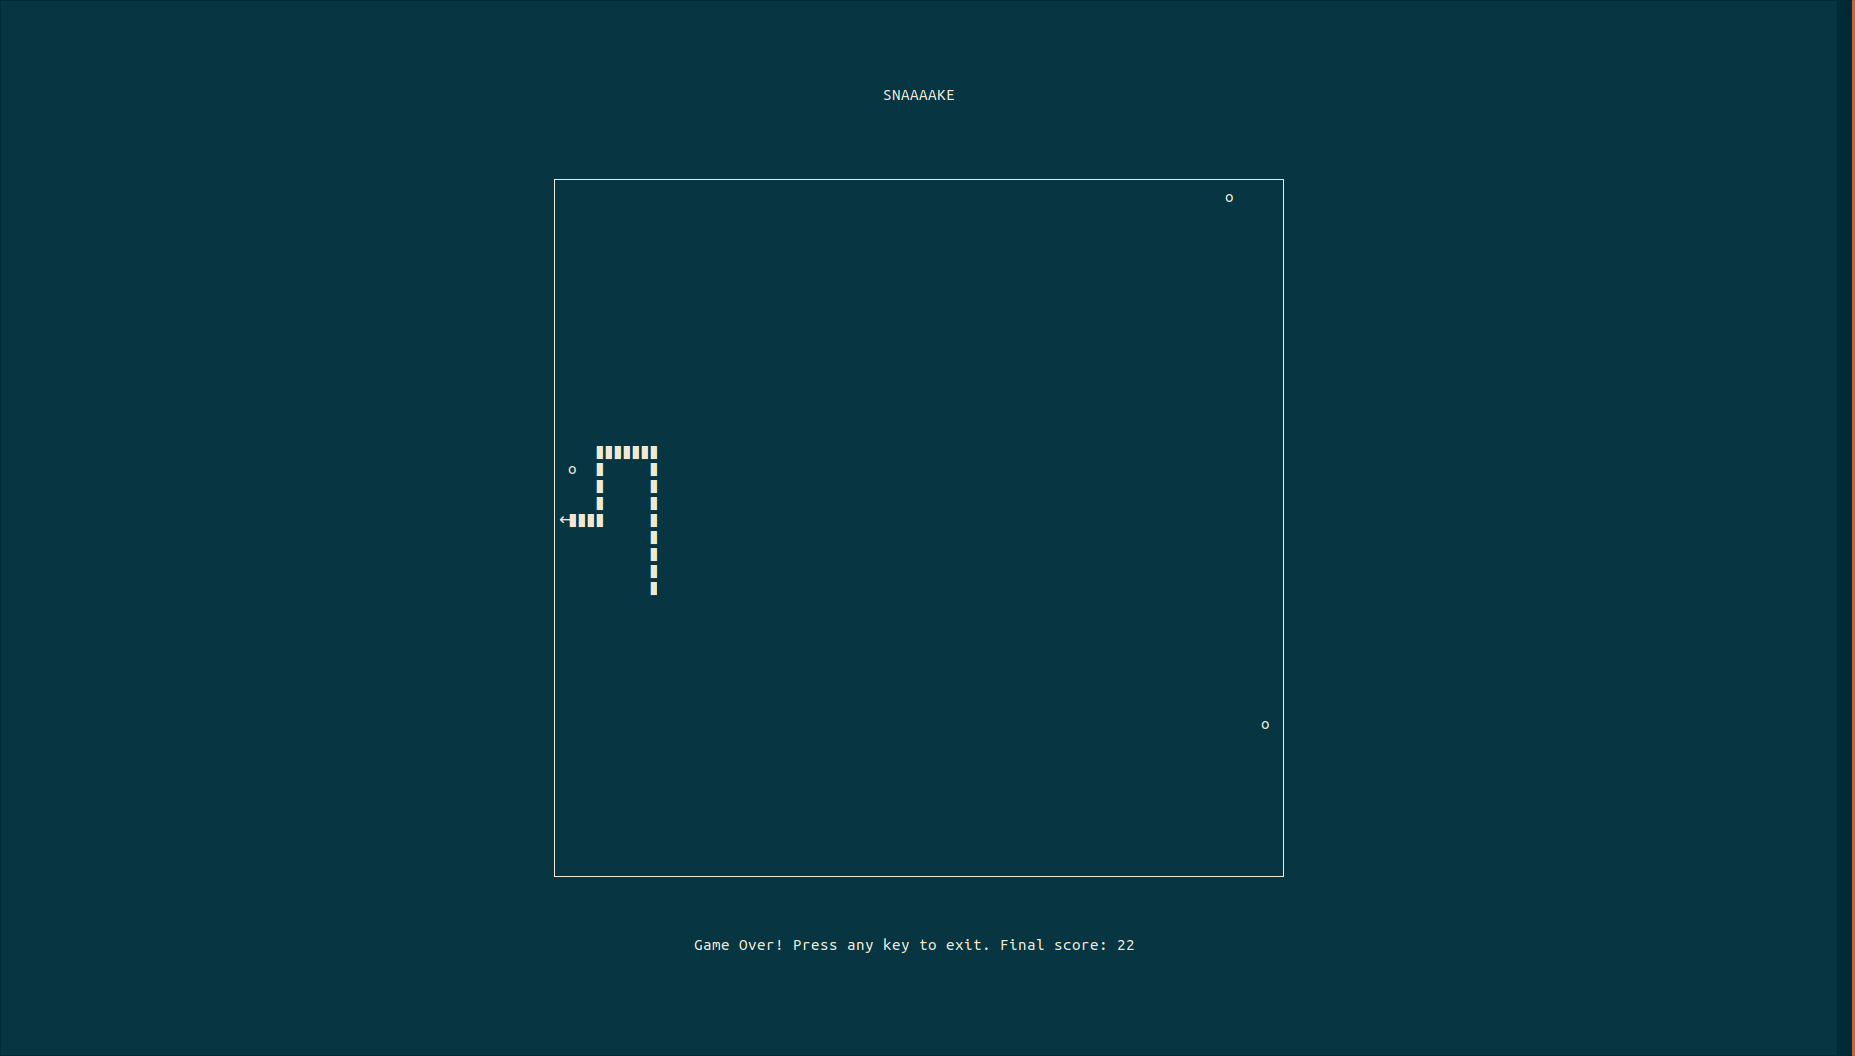 SNAAAAKE
o
o
←
o
Game Over! Press any key to exit. Final score: 22